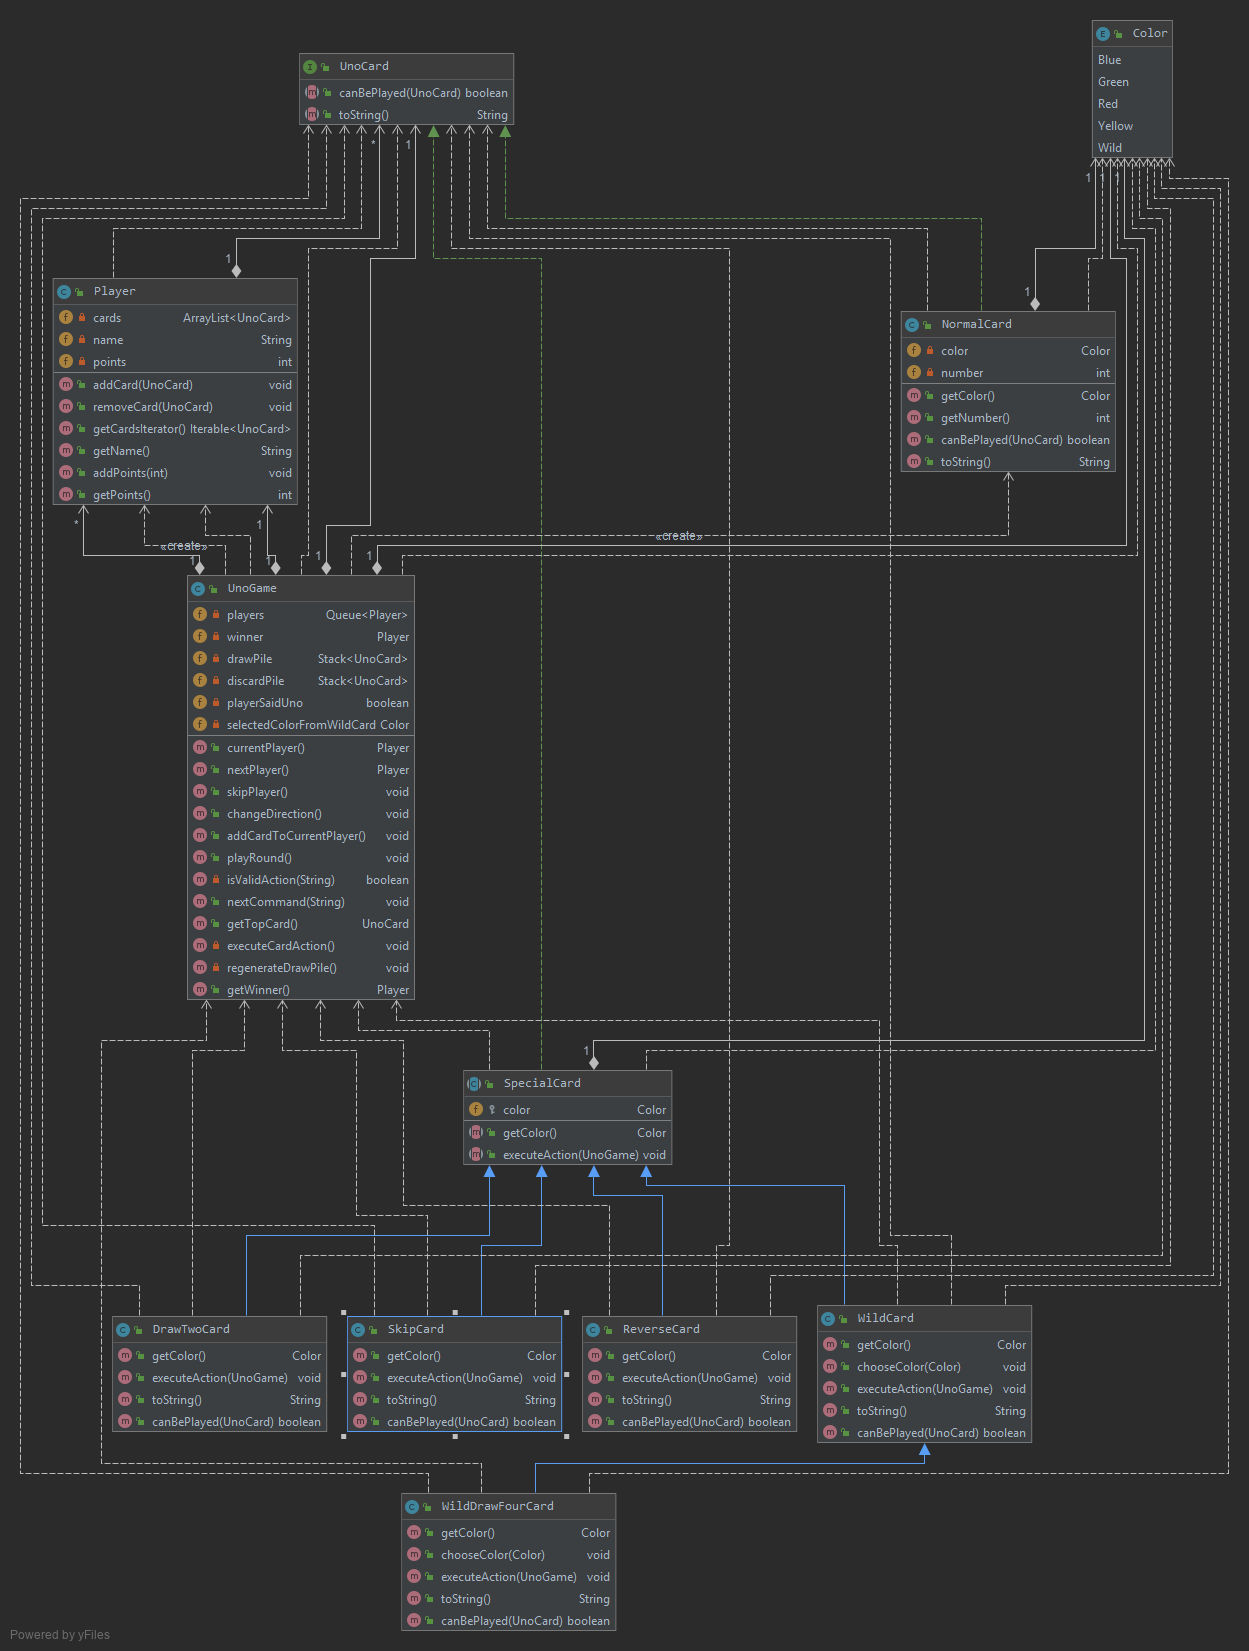 UnoCard
canBePlayed(UnoCard) boolean
toString() String
Color
Blue
Green
Red
Yellow
Wild
* 1
1 1 1
1
1
Player
cards ArrayList<UnoCard>
name String
points int
addCard(UnoCard) void
removeCard(UnoCard) void
getCardsIterator() Iterable<UnoCard>
getName() String
addPoints(int) void
getPoints() int
NormalCard
color Color
number int
getColor() Color
getNumber() int
canBePlayed(UnoCard) boolean
toString() String
* 1
«create» «create»
1 1 1 1
UnoGame
players Queue<Player>
winner Player
drawPile Stack<UnoCard>
discardPile Stack<UnoCard>
playerSaidUno boolean
selectedColorFromWildCard Color
currentPlayer() Player
nextPlayer() Player
skipPlayer() void
changeDirection() void
addCardToCurrentPlayer() void
playRound() void
isValidAction(String) boolean
nextCommand(String) void
getTopCard() UnoCard
executeCardAction() void
regenerateDrawPile() void
getWinner() Player
1
SpecialCard
color Color
getColor() Color
executeAction(UnoGame) void
DrawTwoCard
getColor() Color
executeAction(UnoGame) void
toString() String
canBePlayed(UnoCard) boolean
SkipCard
getColor() Color
executeAction(UnoGame) void
toString() String
canBePlayed(UnoCard) boolean
ReverseCard
getColor() Color
executeAction(UnoGame) void
toString() String
canBePlayed(UnoCard) boolean
WildCard
getColor() Color
chooseColor(Color) void
executeAction(UnoGame) void
toString() String
canBePlayed(UnoCard) boolean
WildDrawFourCard
getColor() Color
chooseColor(Color) void
executeAction(UnoGame) void
toString() String
canBePlayed(UnoCard) boolean
Powered by yFiles